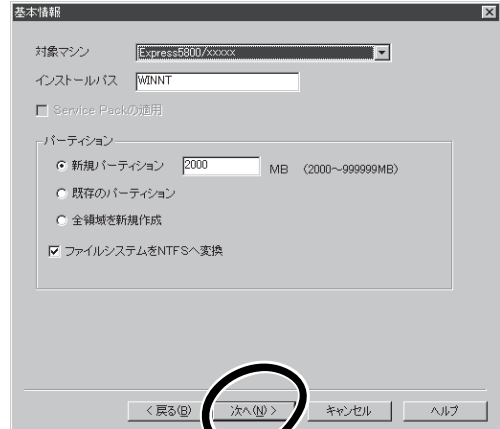 基本情報
対象マシン Express5800/xxxxx
インストールパス WINNT
Service Packの適用
パーティション
新規パーティション 2000 MB (2000～999999MB)
既存のパーティション
全領域を新規作成
ファイルシステムをNTFSへ変換
< 戻る(B) 次へ(N) > キャンセル ヘルプ